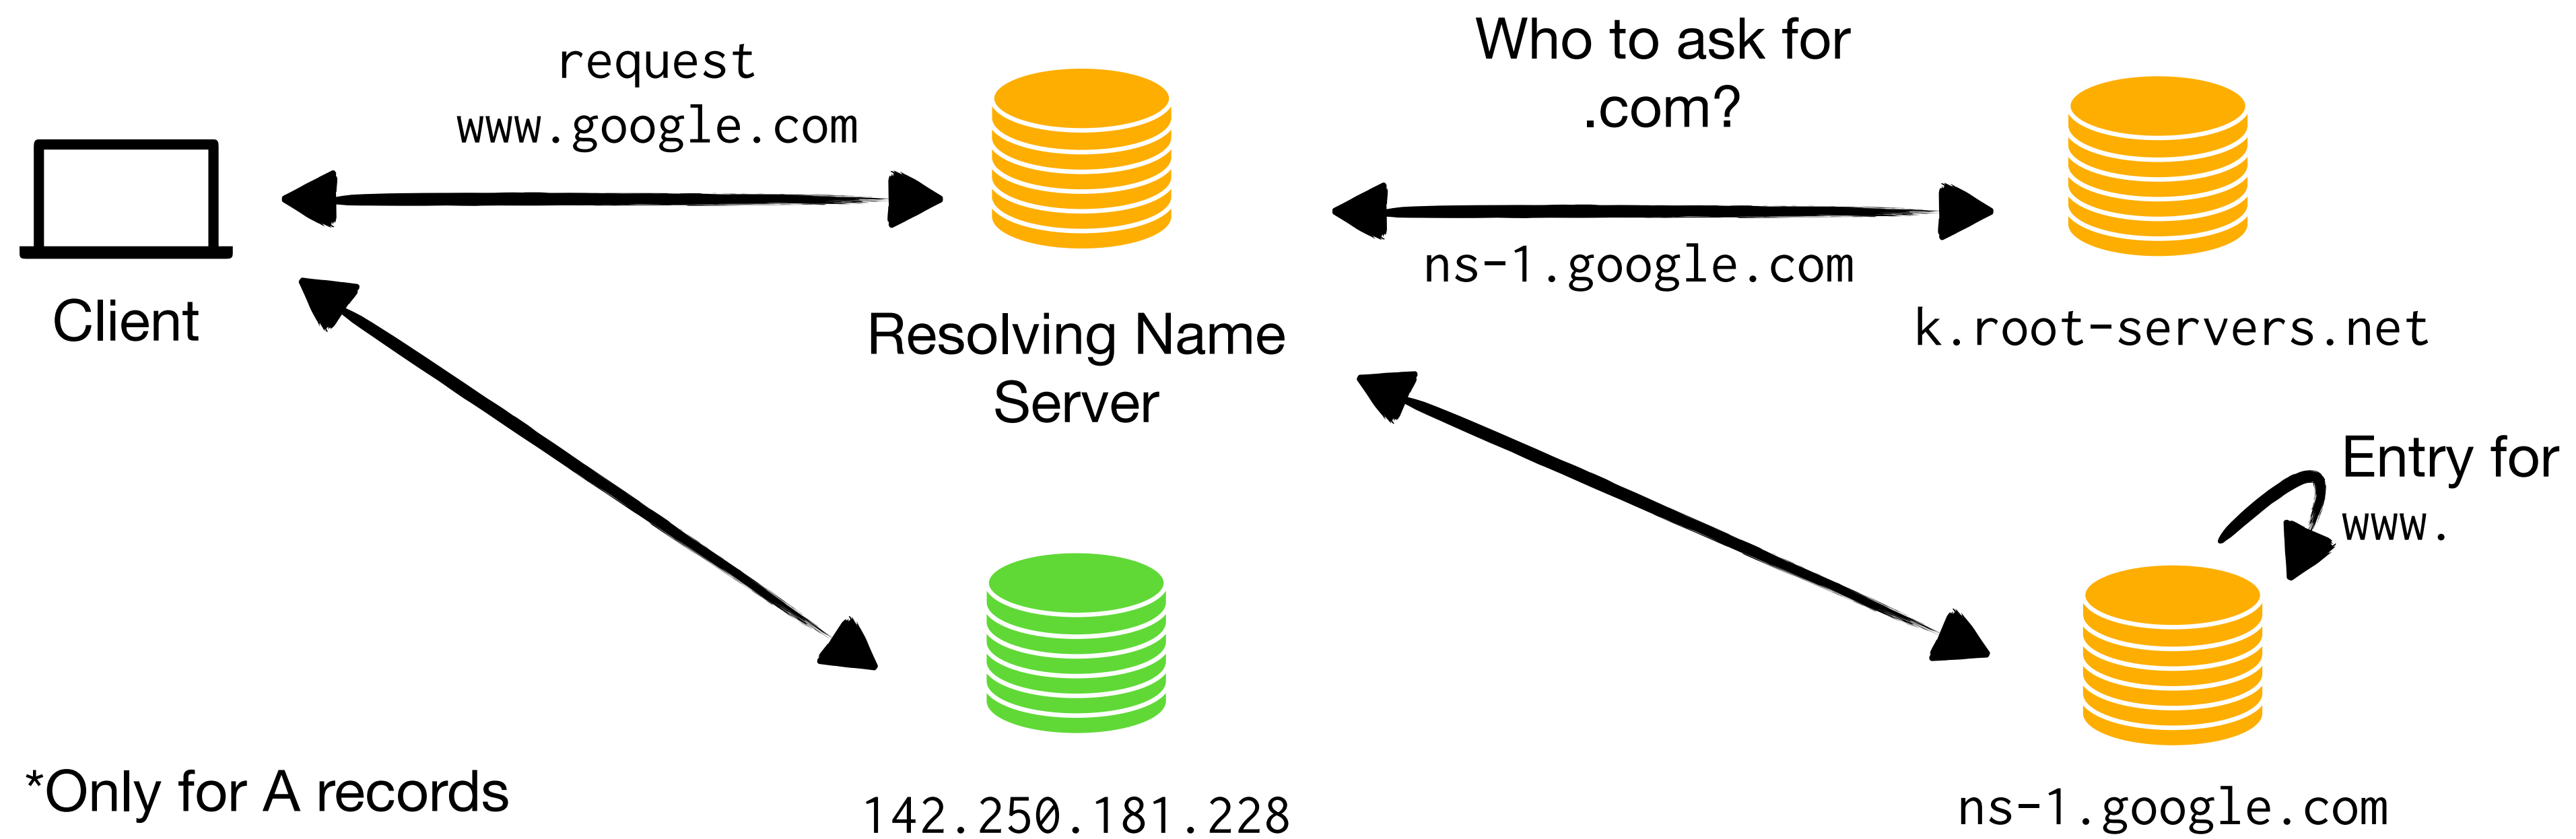 request
www.google.com
Who to ask for
.com?
ns-1.google.com
Client
Resolving Name
Server
k.root-servers.net
Entry for
www.
*Only for A records
142.250.181.228
ns-1.google.com